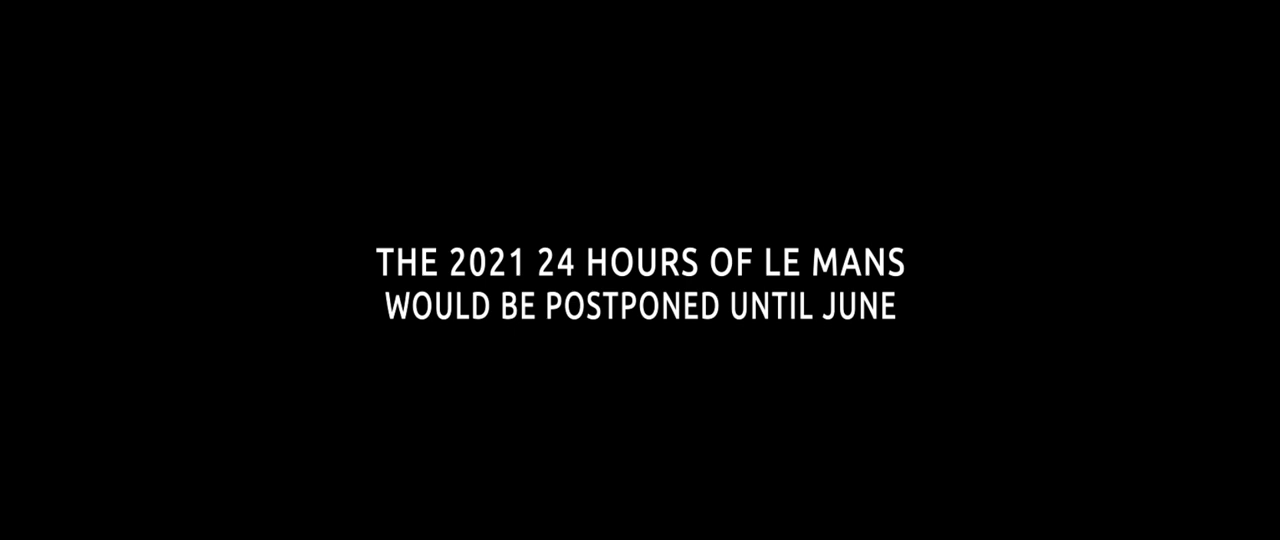 THE 2021 24 HOURS OF LE MANS
WOULD BE POSTPONED UNTIL JUNE